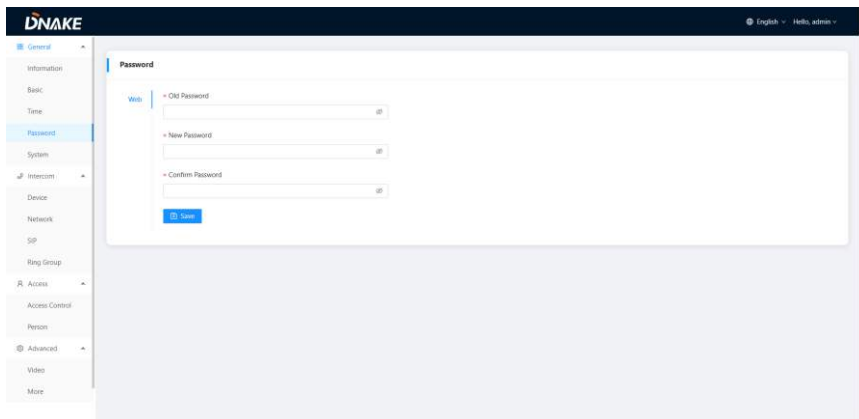 DNAKE
English
Hello, admin
General
Information
Basic
Time
Password
System
Intercom
Device
Network
SIP
Ring Group
Access
Access Control
Person
Advanced
Video
More
Password
Web
* Old Password
* New Password
* Confirm Password
Save